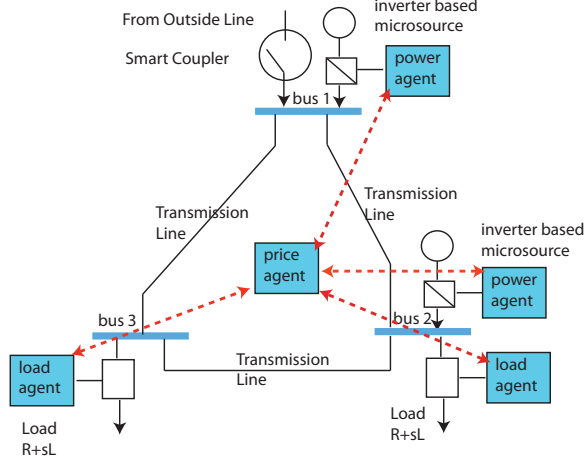 inverter based
microsource
From Outside Line
Smart Coupler
power
agent
bus 1
Transmission
Line
Transmission
Line
inverter based
microsource
price
agent
power
agent
bus 3
bus 2
Transmission
Line
load
agent
load
agent
Load
R+sL
Load
R+sL